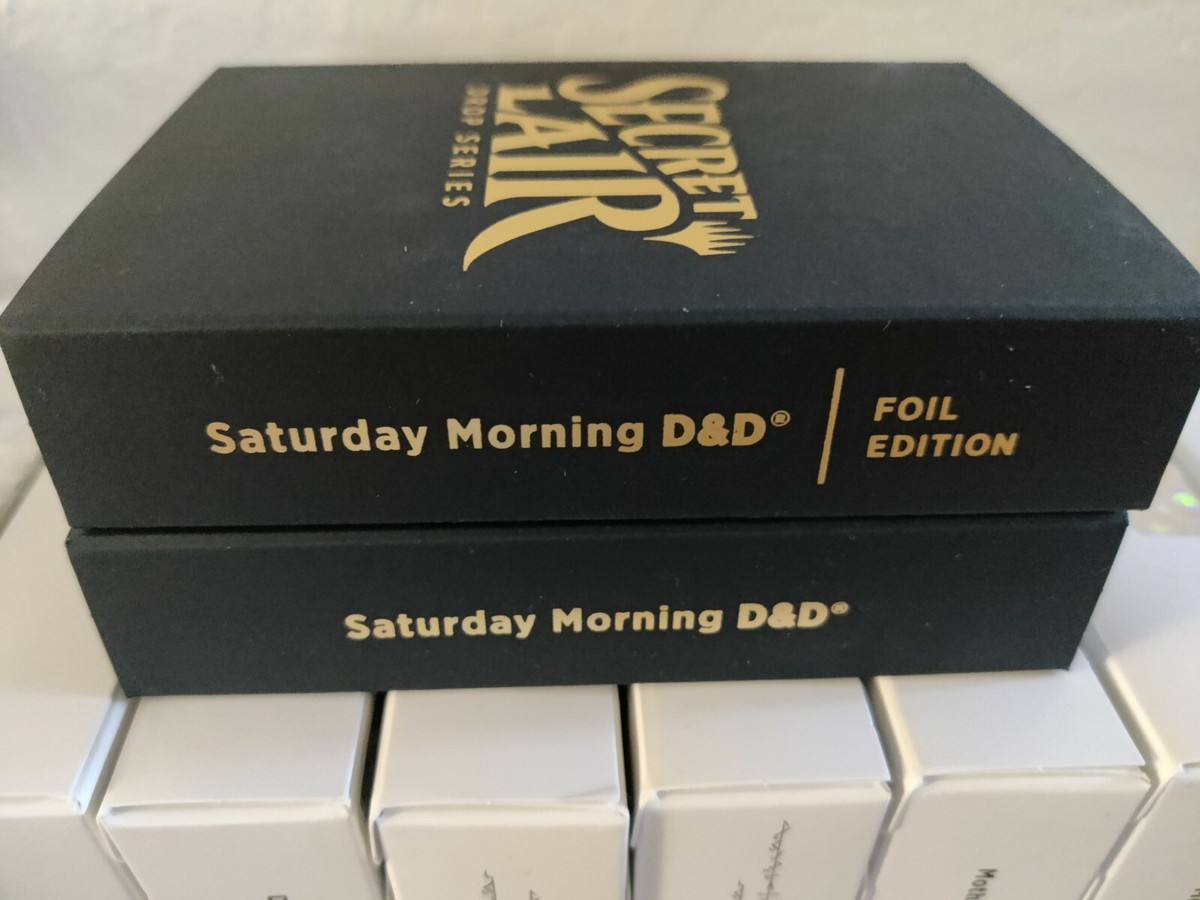 SECRET
LAIR
DROP SERIES
Saturday Morning D&D®
FOIL
EDITION
Saturday Morning D&D®